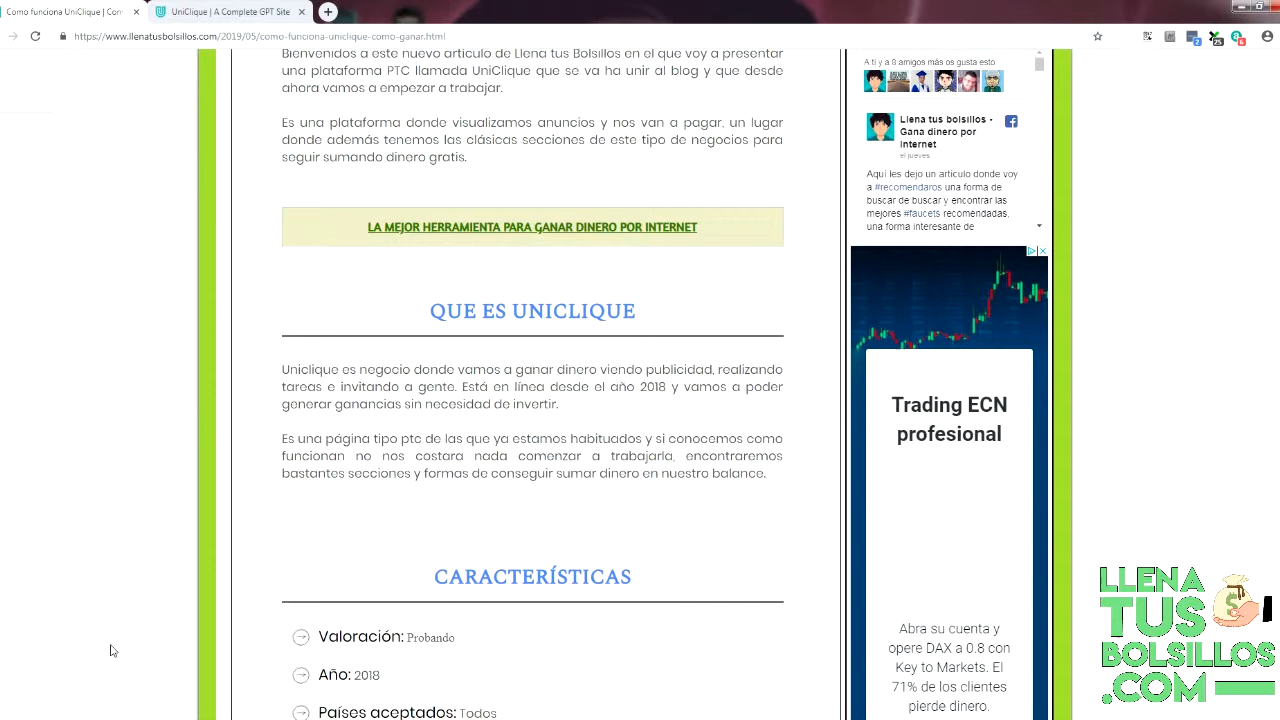 Como funciona UniClique | Con
UniClique | A Complete GPT Site
https://www.llenatusbolsillos.com/2019/05/como-funciona-uniclique-como-ganar.html
2
25
6
Bienvenidos a este nuevo artículo de Llena tus Bolsillos en el que voy a presentar
una plataforma PTC llamada UniClique que se va ha unir al blog y que desde
ahora vamos a empezar a trabajar.
Es una plataforma donde visualizamos anuncios y nos van a pagar, un lugar
donde además tenemos las clásicas secciones de este tipo de negocios para
seguir sumando dinero gratis.
LA MEJOR HERRAMIENTA PARA GANAR DINERO POR INTERNET
QUE ES UNICLIQUE
Uniclique es negocio donde vamos a ganar dinero viendo publicidad, realizando
tareas e invitando a gente. Está en línea desde el año 2018 y vamos a poder
generar ganancias sin necesidad de invertir.
Es una página tipo ptc de las que ya estamos habituados y si conocemos como
funcionan no nos costara nada comenzar a trabajarla, encontraremos
bastantes secciones y formas de conseguir sumar dinero en nuestro balance.
CARACTERÍSTICAS
Valoración: Probando
Año: 2018
Países aceptados: Todos
A ti y a 8 amigos más os gusta esto
Llena tus bolsillos -
Gana dinero por
Internet
el jueves
Aqui les dejo un articulo donde voy
a #recomendaros una forma de
buscar de buscar y encontrar las
mejores #faucets recomendadas,
una forma interesante de
Trading ECN
profesional
Abra su cuenta y
opere DAX a 0.8 con
Key to Markets. El
71% de los clientes
pierde dinero.
LLENA
TUS
BOLSILLOS
.COM